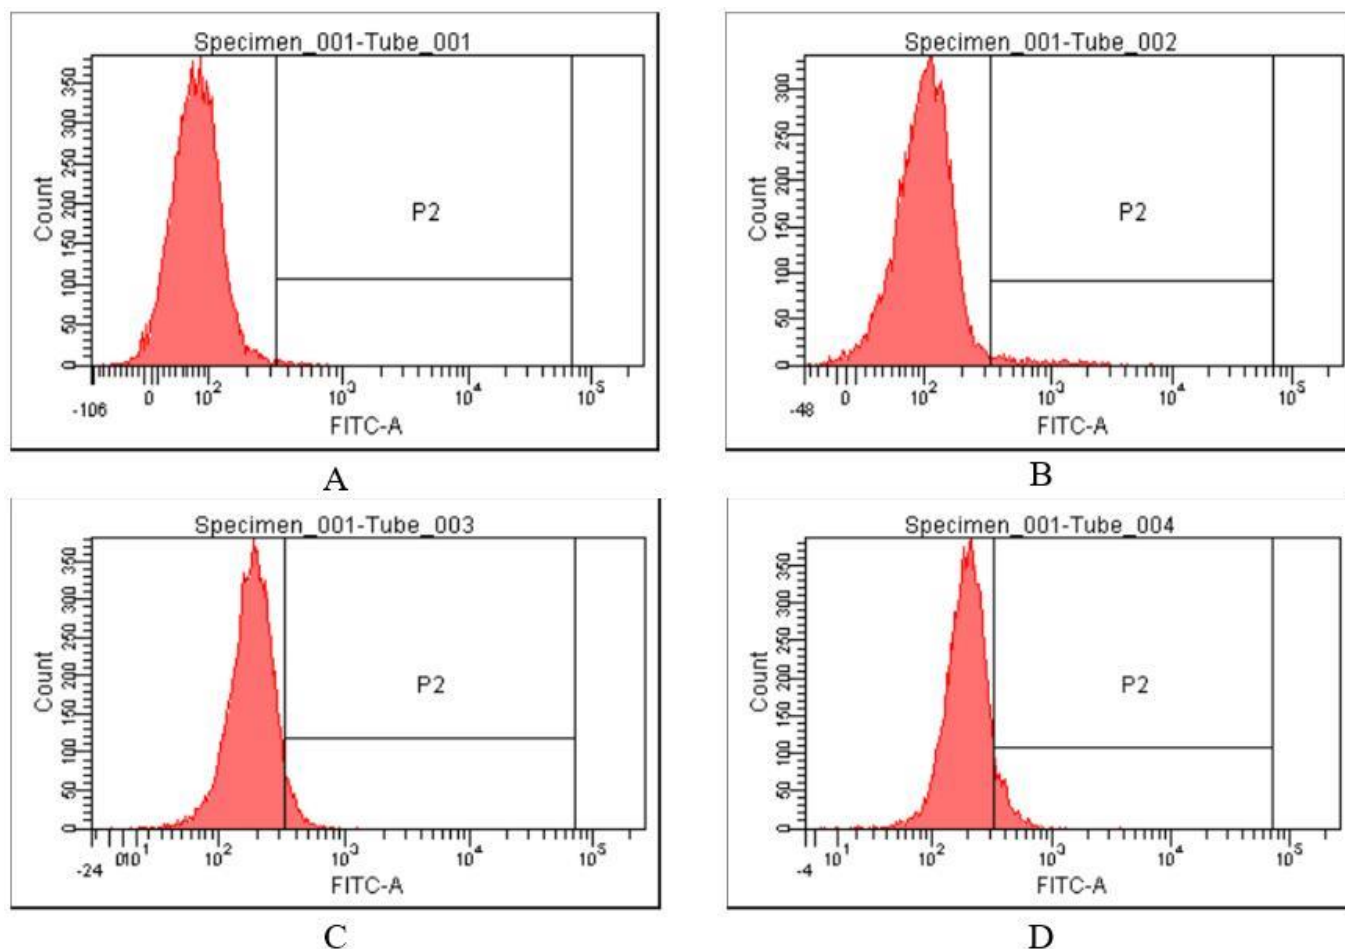 Specimen_001-Tube_001
Count
350
300
250
200
150
100
50
0
P2
-106
0
10²
10³
10⁴
10⁵
FITC-A
A
Specimen_001-Tube_002
Count
300
250
200
150
100
50
0
P2
-48
0
10²
10³
10⁴
10⁵
FITC-A
B
Specimen_001-Tube_003
Count
350
300
250
200
150
100
50
0
P2
-24
0
10¹
10²
10³
10⁴
10⁵
FITC-A
C
Specimen_001-Tube_004
Count
350
300
250
200
150
100
50
0
P2
-4
10¹
10²
10³
10⁴
10⁵
FITC-A
D